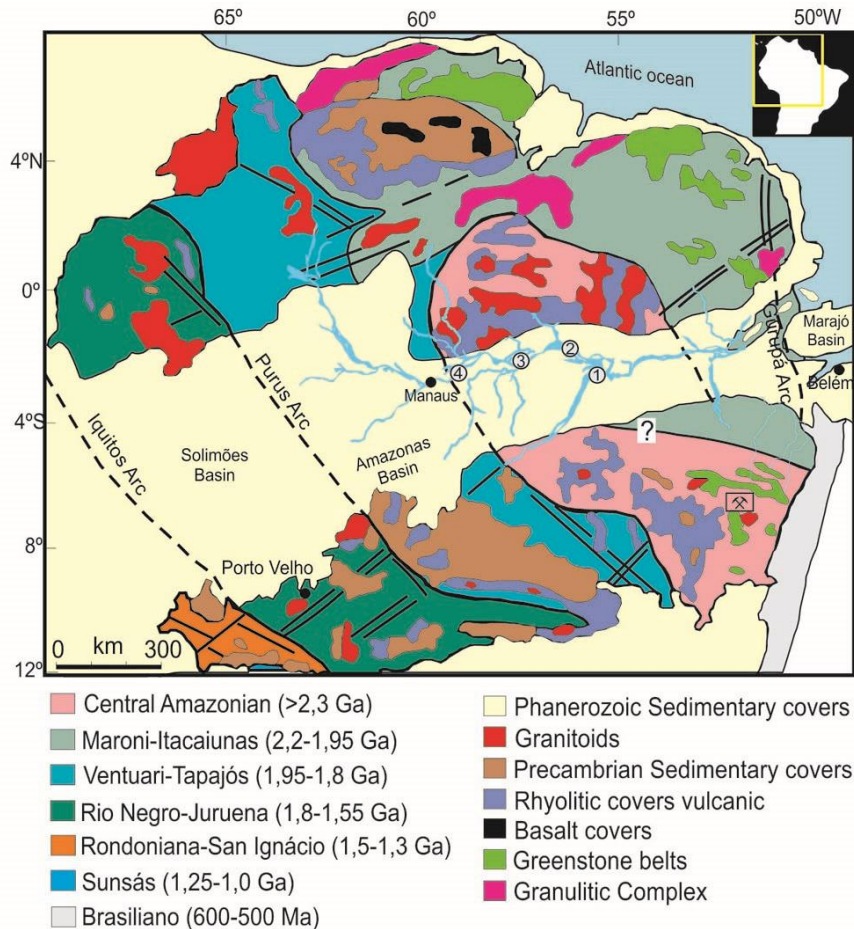 65º 60º 55º 50ºW
Atlantic ocean
4ºN
0º
Marajó
Basin
Gurupá Arc
Belém
2
3
4
1
Manaus
Purus Arc
4ºS
?
Iquitos Arc
Solimões
Basin
Amazonas
Basin
8º
Porto Velho
0 km 300
12º
Central Amazonian (>2,3 Ga)
Maroni-Itacaiunas (2,2-1,95 Ga)
Ventuari-Tapajós (1,95-1,8 Ga)
Rio Negro-Juruena (1,8-1,55 Ga)
Rondoniana-San Ignácio (1,5-1,3 Ga)
Sunsás (1,25-1,0 Ga)
Brasiliano (600-500 Ma)
Phanerozoic Sedimentary covers
Granitoids
Precambrian Sedimentary covers
Rhyolitic covers vulcanic
Basalt covers
Greenstone belts
Granulitic Complex